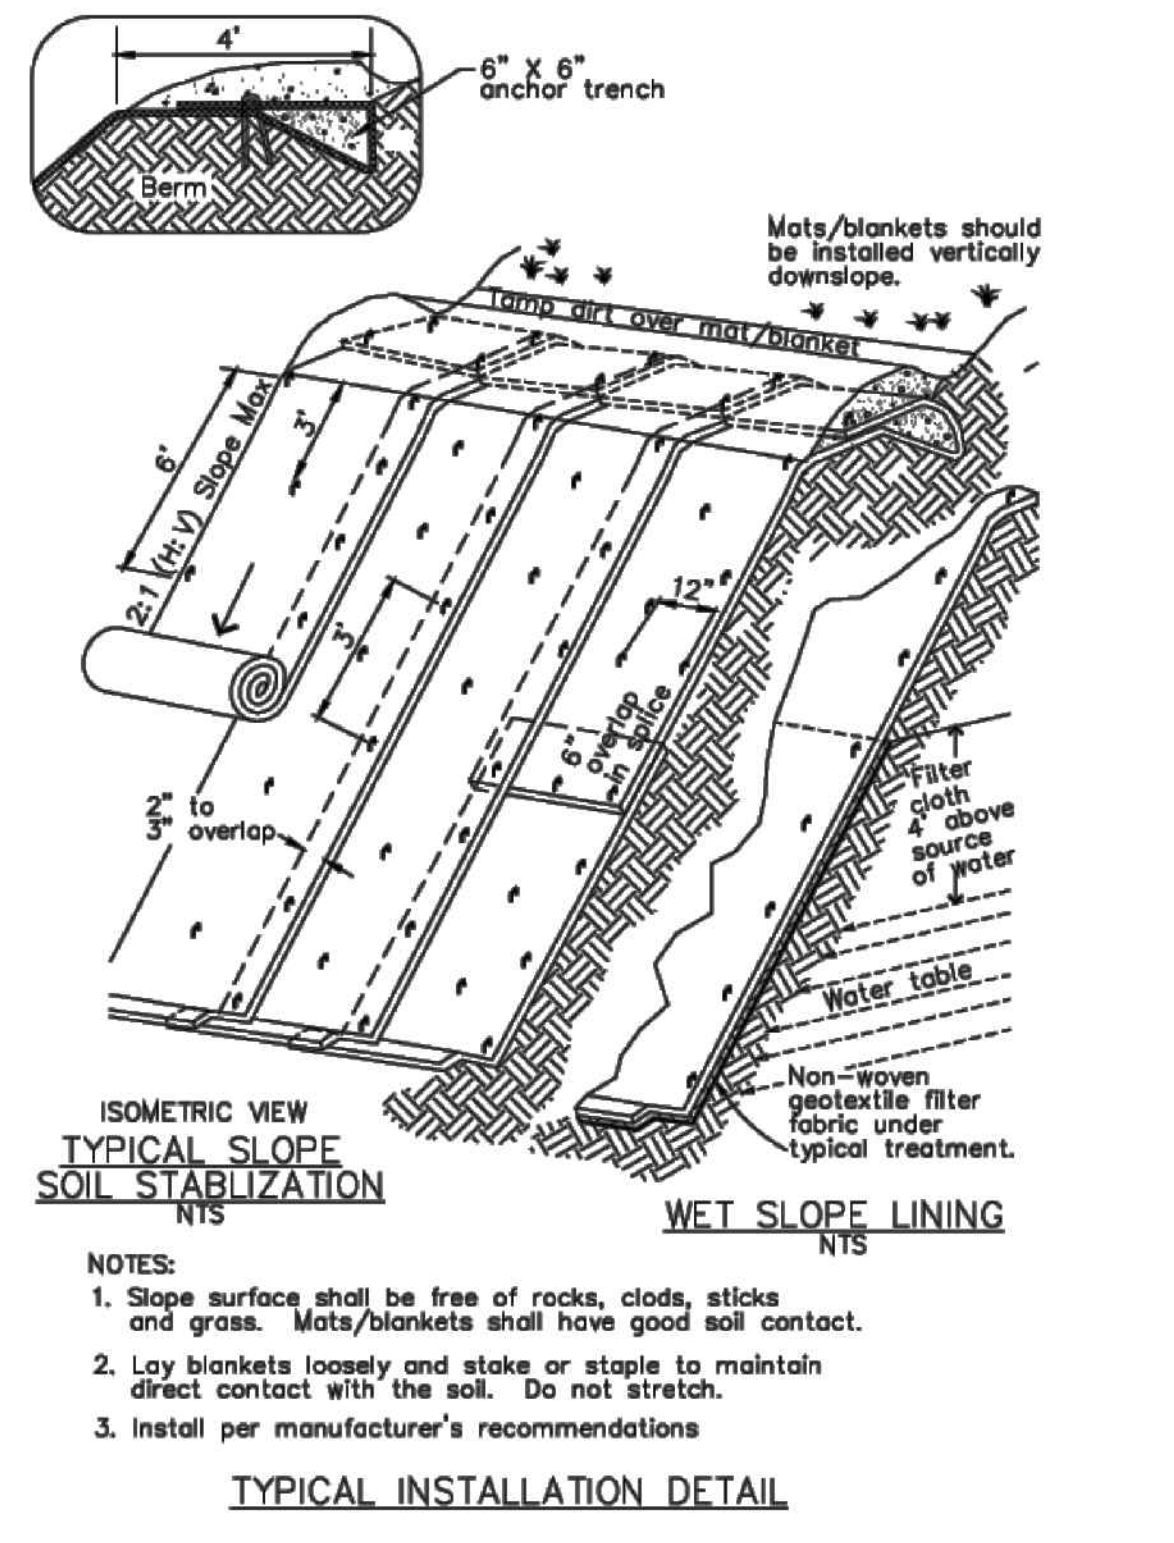 4'
6" X 6"
anchor trench
Berm
Mats/blankets should
be installed vertically
downslope.
Tamp dirt over mat/blanket
6'
2:1 (H: V) Slope Max
3'
3'
12"
6"
overlap
in splice
2" to
3" overlap
Filter
cloth
4' above
source
of water
Water table
Non-woven
geotextile filter
fabric under
typical treatment.
ISOMETRIC VIEW
TYPICAL SLOPE
SOIL STABLIZATION
NTS
WET SLOPE LINING
NTS
NOTES:
1. Slope surface shall be free of rocks, clods, sticks
and grass. Mats/blankets shall have good soil contact.
2. Lay blankets loosely and stake or staple to maintain
direct contact with the soil. Do not stretch.
3. Install per manufacturer's recommendations
TYPICAL INSTALLATION DETAIL